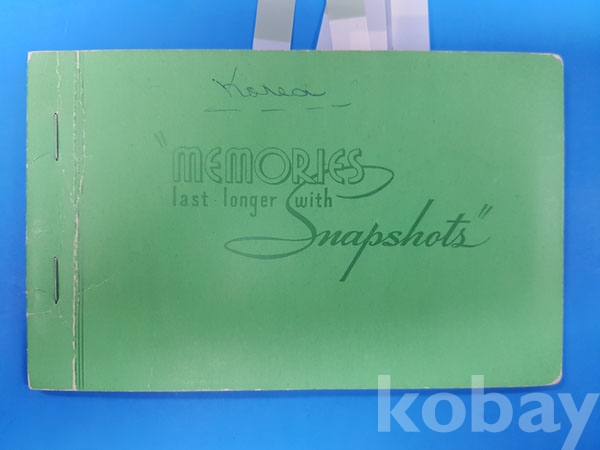 Korea
"MEMORIES
last longer with
Snapshots"
kobay